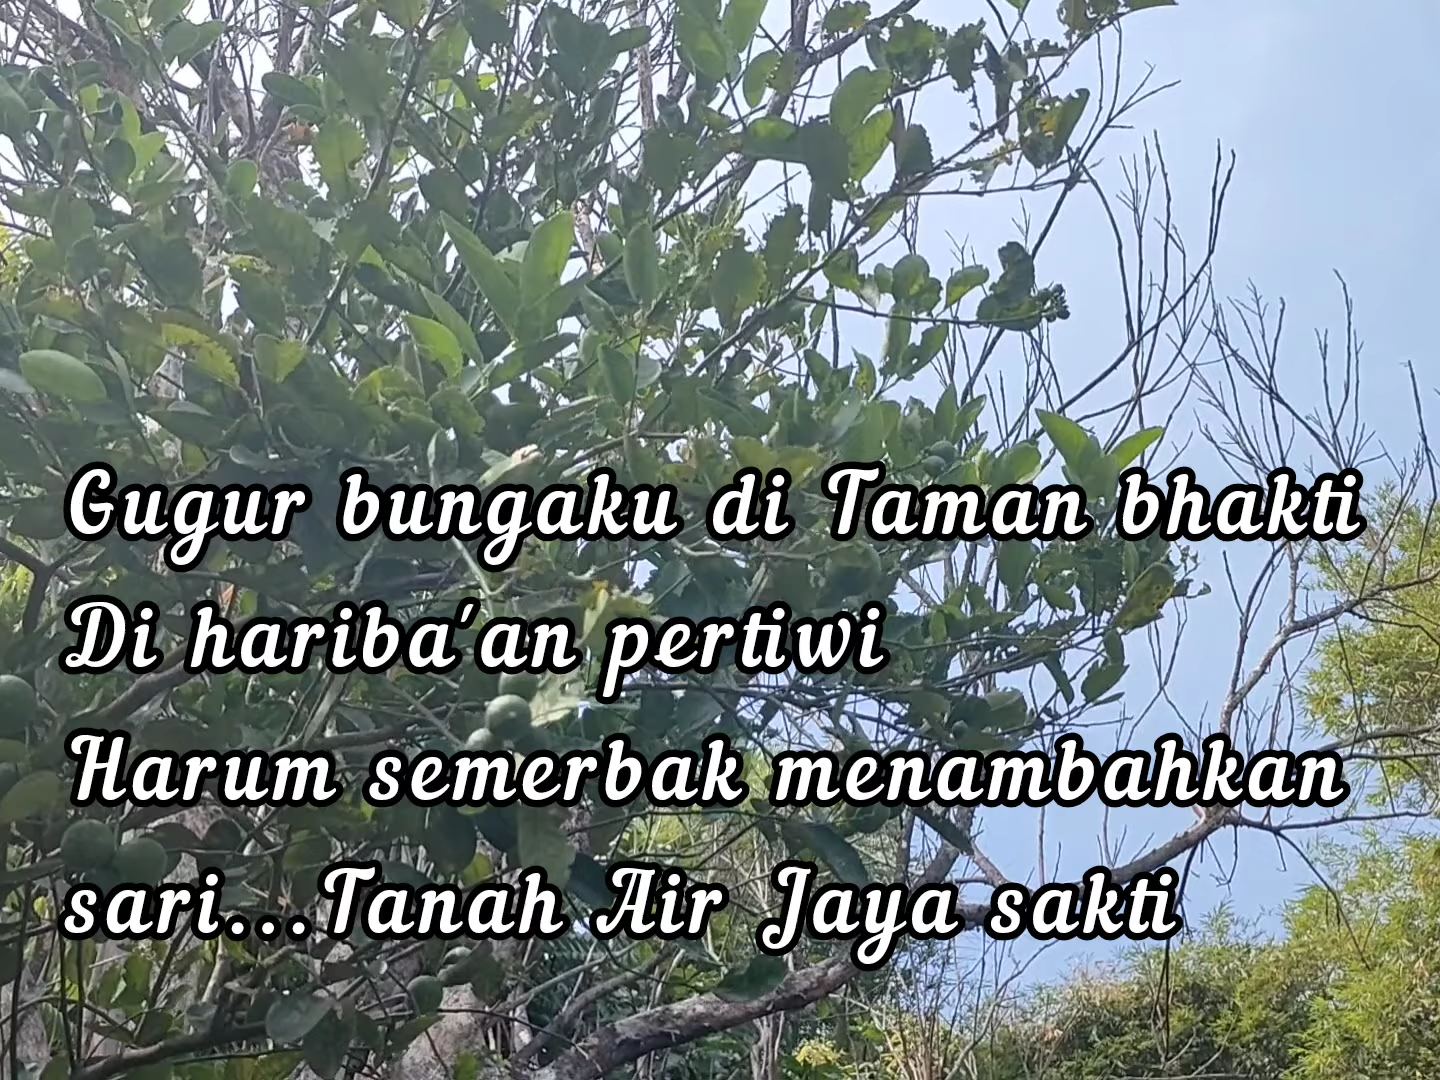 Gugur bungaku di Taman bhakti
Di hariba'an pertiwi
Harum semerbak menambahkan
sari...Tanah Air Jaya sakti